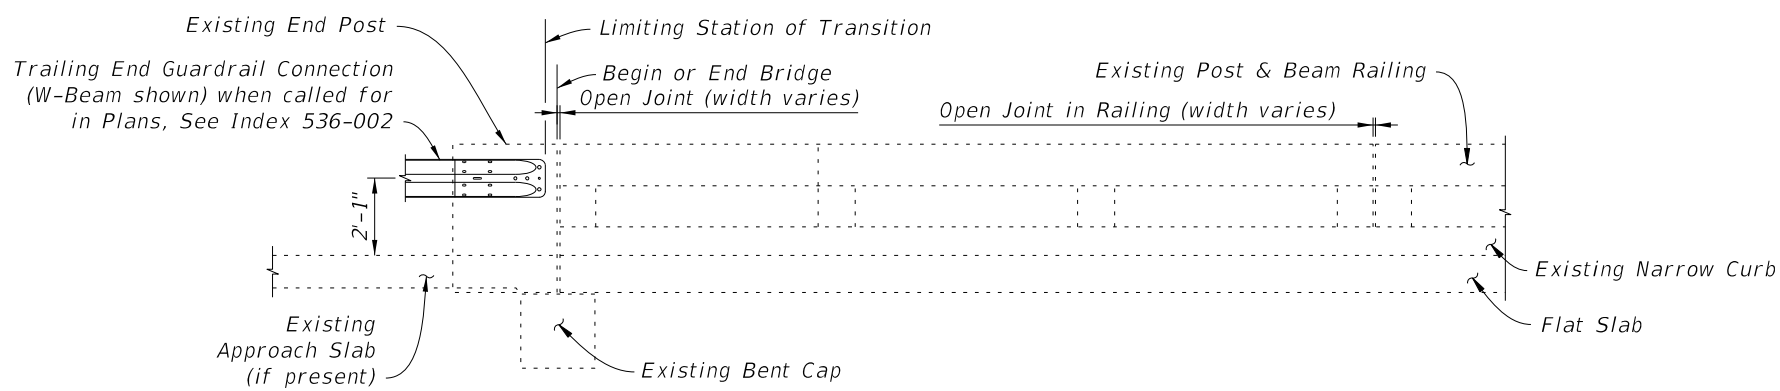 Existing End Post
Limiting Station of Transition
Trailing End Guardrail Connection
(W-Beam shown) when called for
in Plans, See Index 536-002
Begin or End Bridge
Open Joint (width varies)
Existing Post & Beam Railing
Open Joint in Railing (width varies)
2'-1"
Existing Narrow Curb
Flat Slab
Existing
Approach Slab
(if present)
Existing Bent Cap